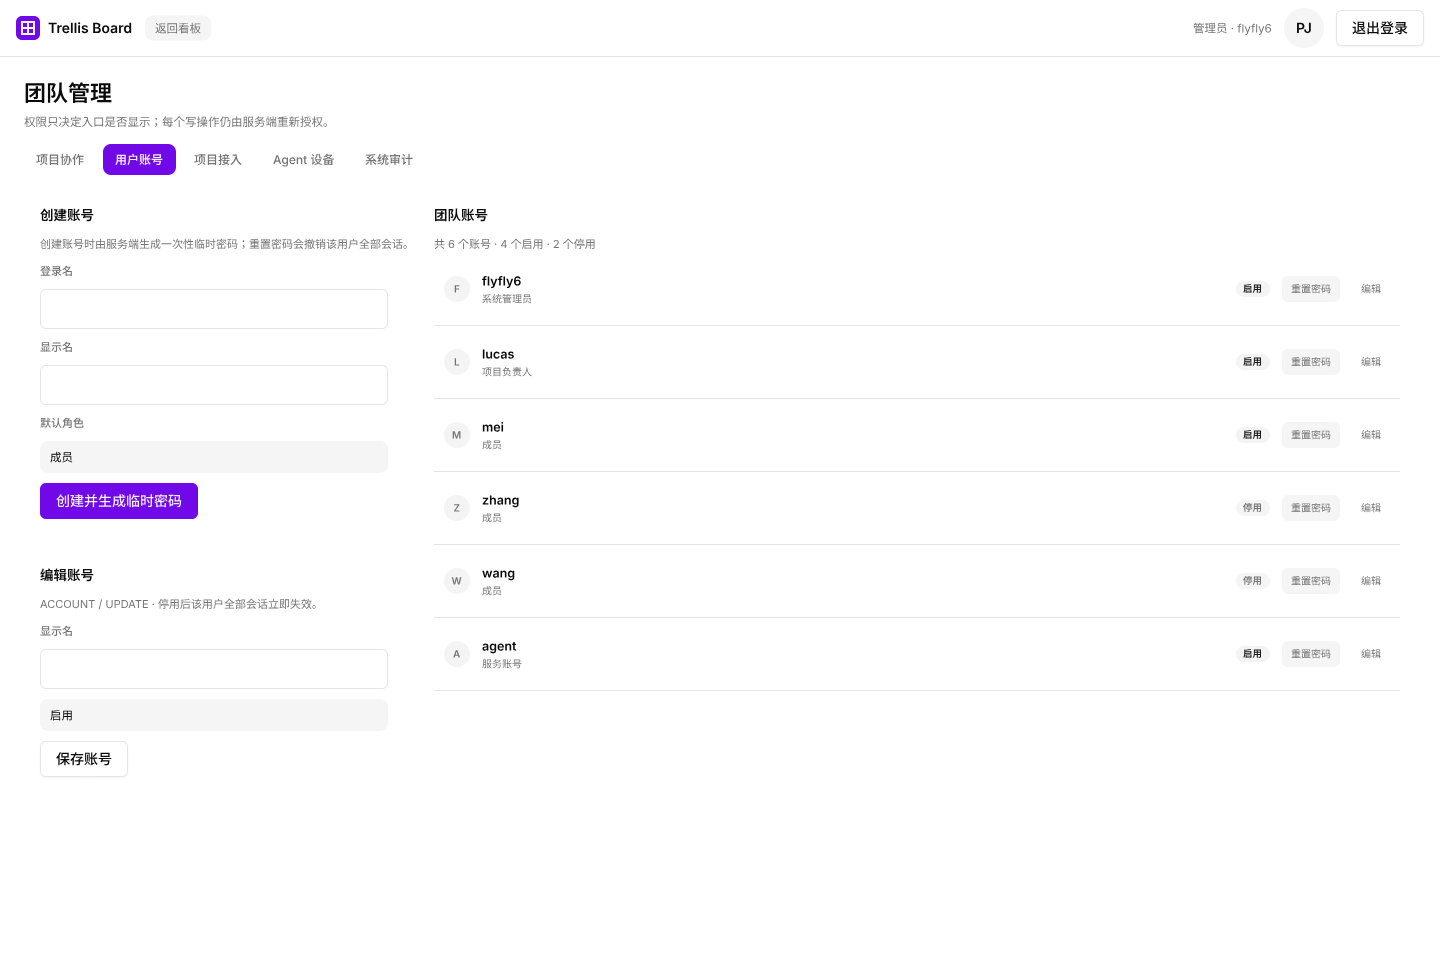 Trellis Board
返回看板
管理员 · flyfly6
PJ
退出登录
团队管理
权限只决定入口是否显示；每个写操作仍由服务端重新授权。
项目协作
用户账号
项目接入
Agent 设备
系统审计
创建账号
创建账号时由服务端生成一次性临时密码；重置密码会撤销该用户全部会话。
登录名
显示名
默认角色
成员
创建并生成临时密码
编辑账号
ACCOUNT / UPDATE · 停用后该用户全部会话立即失效。
显示名
启用
保存账号
团队账号
共 6 个账号 · 4 个启用 · 2 个停用
F
flyfly6
系统管理员
启用
重置密码
编辑
L
lucas
项目负责人
启用
重置密码
编辑
M
mei
成员
启用
重置密码
编辑
Z
zhang
成员
停用
重置密码
编辑
W
wang
成员
停用
重置密码
编辑
A
agent
服务账号
启用
重置密码
编辑